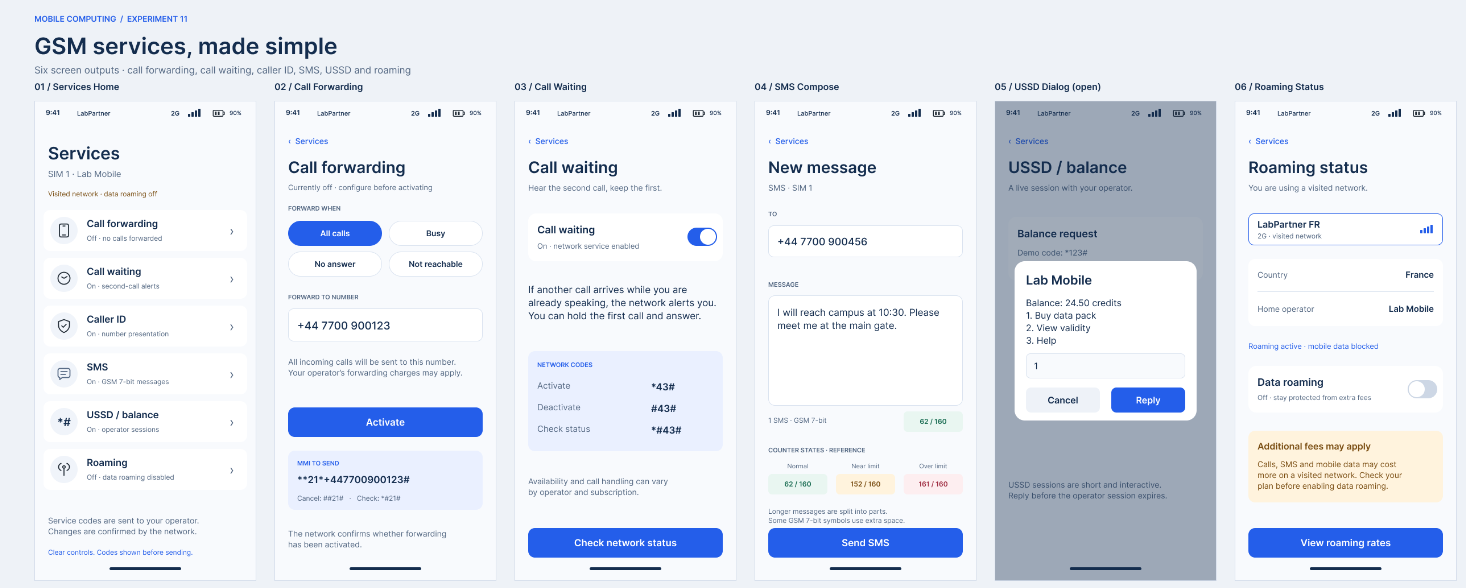 MOBILE COMPUTING / EXPERIMENT 11
GSM services, made simple
Six screen outputs · call forwarding, call waiting, caller ID, SMS, USSD and roaming
01 / Services Home
9:41 LabPartner 2G 90%
Services
SIM 1 · Lab Mobile
Visited network · data roaming off
Call forwarding
Off · no calls forwarded
›
Call waiting
On · second-call alerts
›
Caller ID
On · number presentation
›
SMS
On · GSM 7-bit messages
›
*# USSD / balance
On · operator sessions
›
Roaming
Off · data roaming disabled
›
Service codes are sent to your operator.
Changes are confirmed by the network.
Clear controls. Codes shown before sending.
02 / Call Forwarding
9:41 LabPartner 2G 90%
‹ Services
Call forwarding
Currently off · configure before activating
FORWARD WHEN
All calls Busy
No answer Not reachable
FORWARD TO NUMBER
+44 7700 900123
All incoming calls will be sent to this number.
Your operator's forwarding charges may apply.
Activate
MMI TO SEND
**21*+447700900123#
Cancel: ##21# · Check: *#21#
The network confirms whether forwarding
has been activated.
03 / Call Waiting
9:41 LabPartner 2G 90%
‹ Services
Call waiting
Hear the second call, keep the first.
Call waiting
On · network service enabled
If another call arrives while you are
already speaking, the network alerts you.
You can hold the first call and answer.
NETWORK CODES
Activate *43#
Deactivate #43#
Check status *#43#
Availability and call handling can vary
by operator and subscription.
Check network status
04 / SMS Compose
9:41 LabPartner 2G 90%
‹ Services
New message
SMS · SIM 1
TO
+44 7700 900456
MESSAGE
I will reach campus at 10:30. Please
meet me at the main gate.
1 SMS · GSM 7-bit 62 / 160
COUNTER STATES · REFERENCE
Normal Near limit Over limit
62 / 160 152 / 160 161 / 160
Longer messages are split into parts.
Some GSM 7-bit symbols use extra space.
Send SMS
05 / USSD Dialog (open)
9:41 LabPartner 2G 90%
‹ Services
USSD / balance
A live session with your operator.
Balance request
Demo code: *123#
Lab Mobile
Balance: 24.50 credits
1. Buy data pack
2. View validity
3. Help
1
Cancel Reply
USSD sessions are short and interactive.
Reply before the operator session expires.
06 / Roaming Status
9:41 LabPartner 2G 90%
‹ Services
Roaming status
You are using a visited network.
LabPartner FR
2G · visited network
Country France
Home operator Lab Mobile
Roaming active · mobile data blocked
Data roaming
Off · stay protected from extra fees
Additional fees may apply
Calls, SMS and mobile data may cost
more on a visited network. Check your
plan before enabling data roaming.
View roaming rates